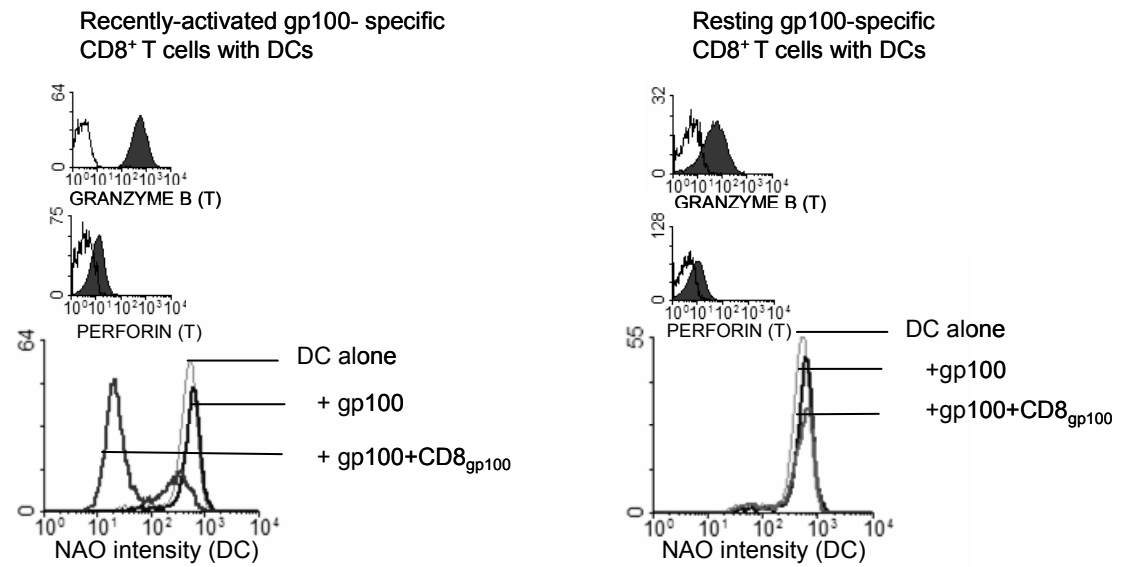 Recently-activated gp100- specific
CD8+ T cells with DCs
64
0
10⁰10¹10²10³10⁴
GRANZYME B (T)
75
0
10⁰10¹10²10³10⁴
PERFORIN (T)
64
0
DC alone
+ gp100
+ gp100+CD8gp100
10⁰ 10¹ 10² 10³ 10⁴
NAO intensity (DC)
Resting gp100-specific
CD8+ T cells with DCs
32
0
10⁰10¹10²10³10⁴
GRANZYME B (T)
128
0
10⁰10¹10²10³10⁴
PERFORIN (T)
55
0
DC alone
+gp100
+gp100+CD8gp100
10⁰ 10¹ 10² 10³ 10⁴
NAO intensity (DC)